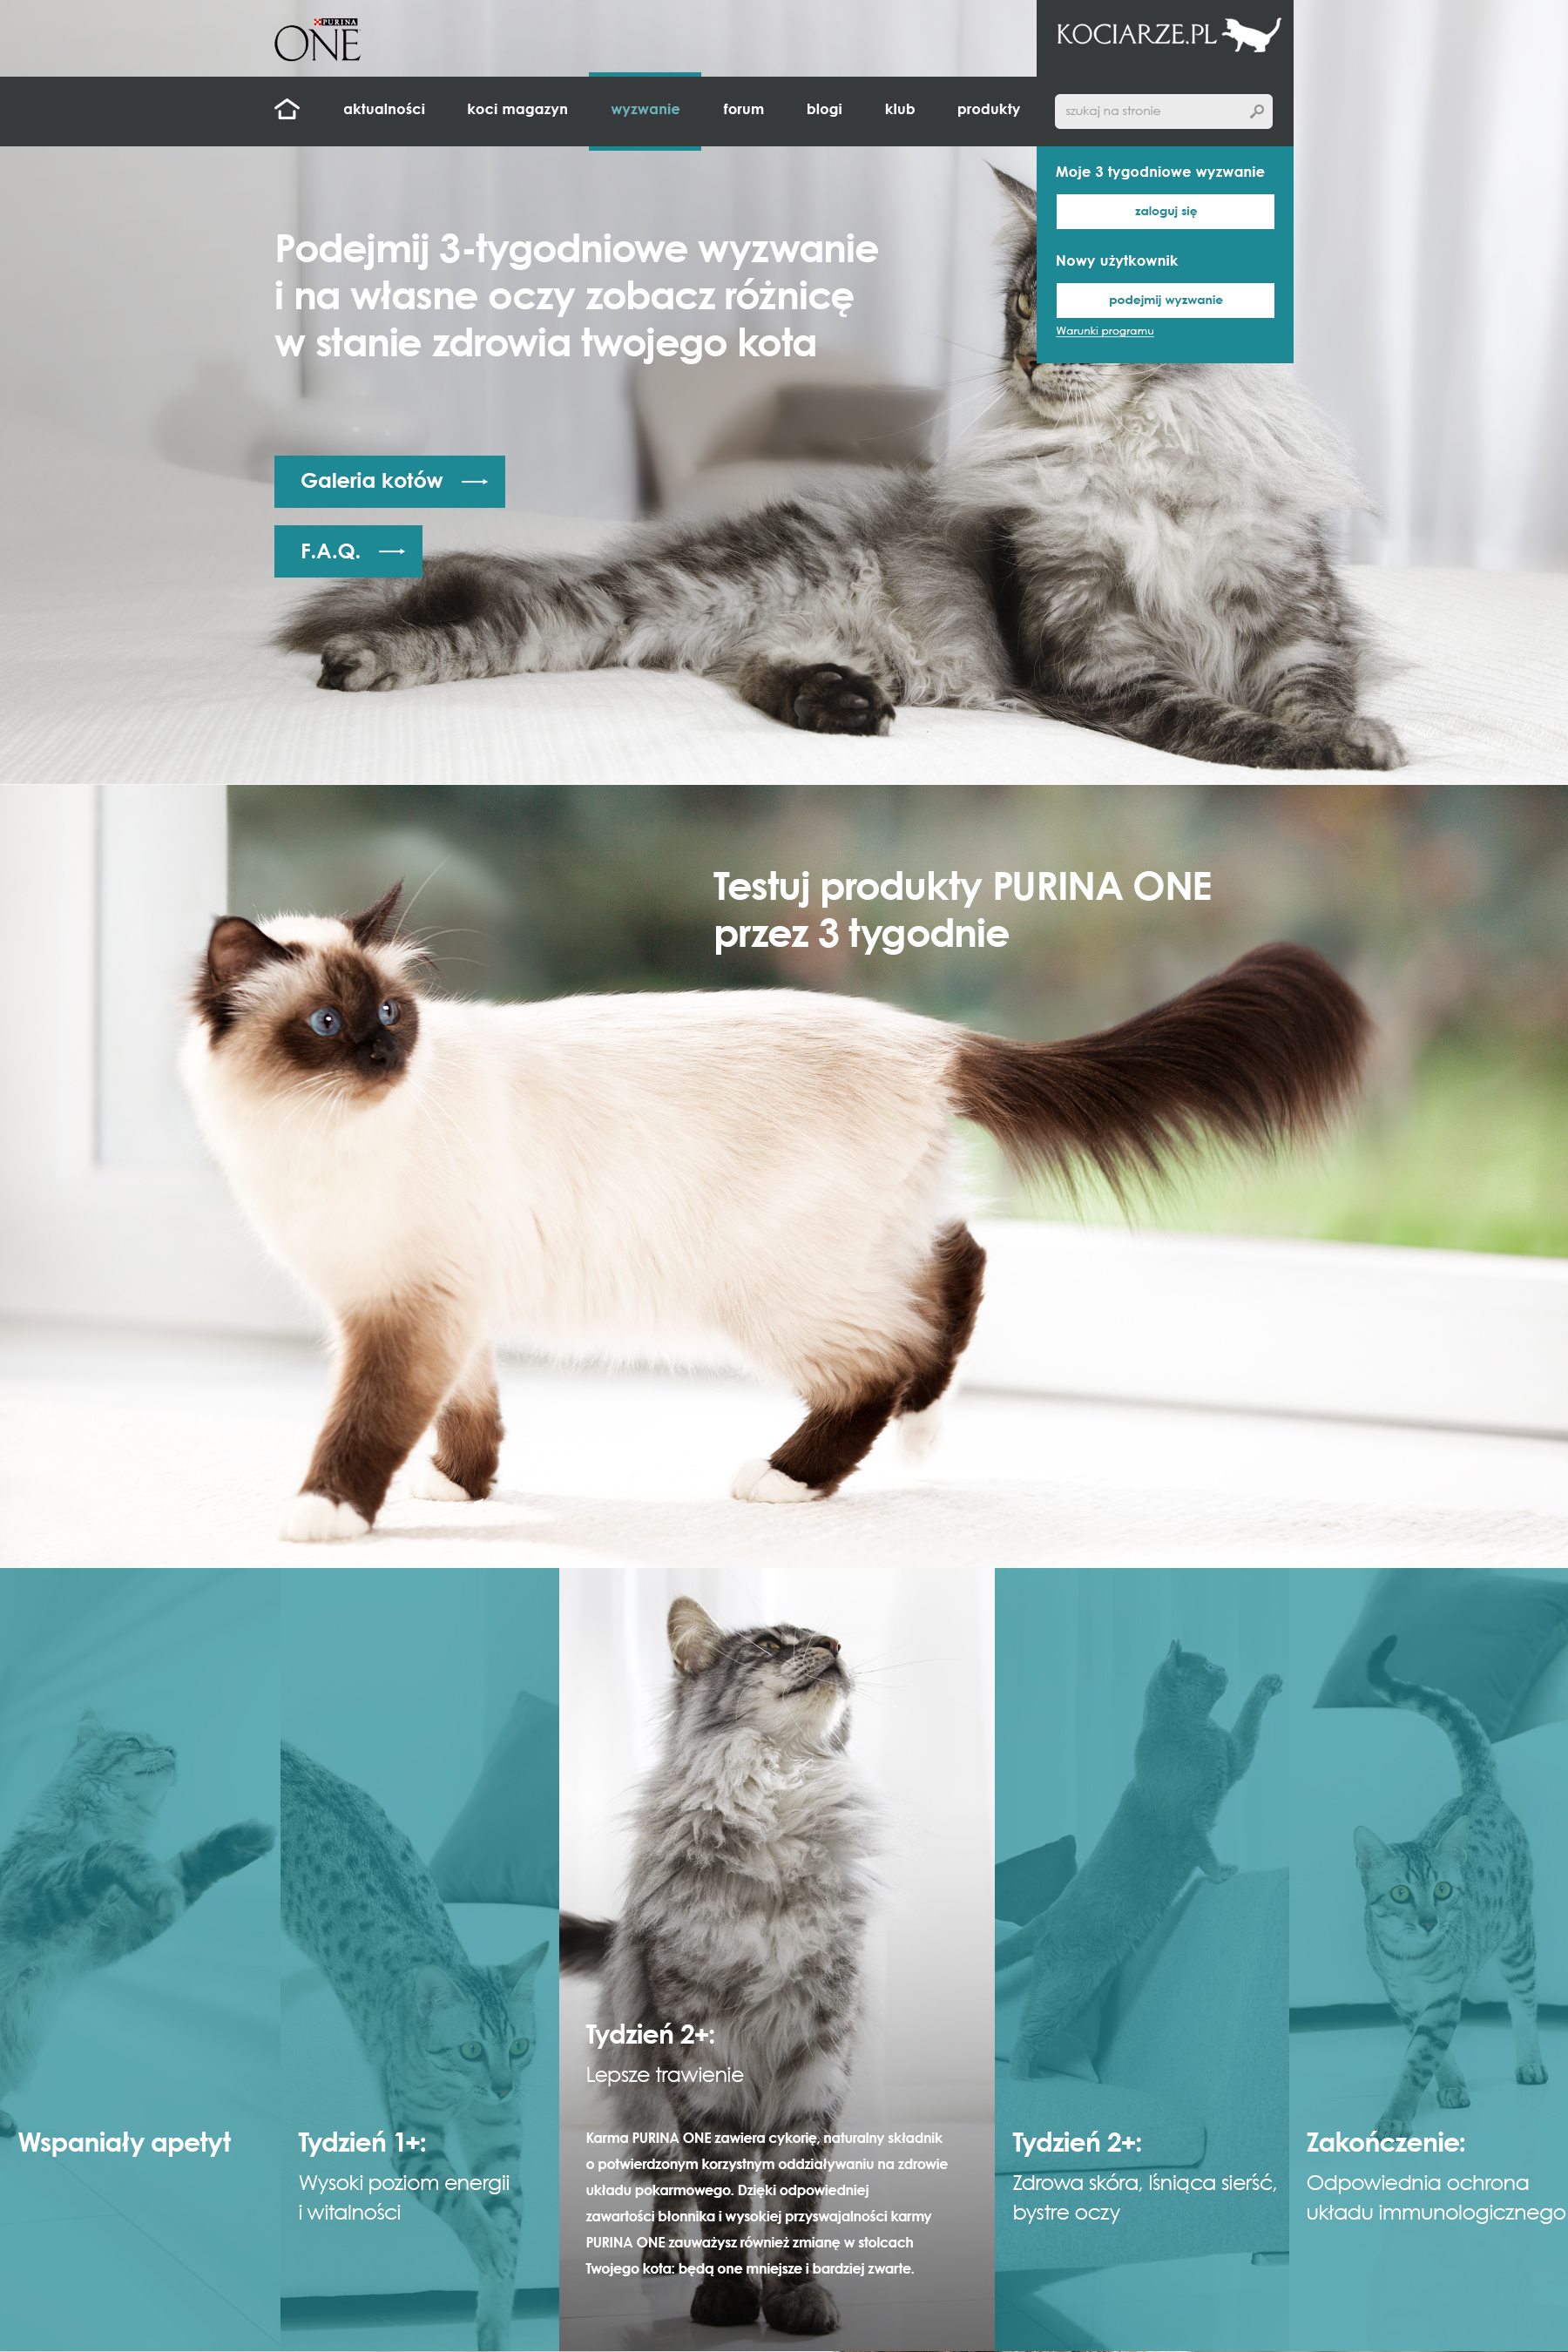 PURINA
ONE
KOCIARZE.PL
aktualności koci magazyn wyzwanie forum blogi klub produkty szukaj na stronie
Moje 3 tygodniowe wyzwanie
zaloguj się
Nowy użytkownik
podejmij wyzwanie
Warunki programu
Podejmij 3-tygodniowe wyzwanie
i na własne oczy zobacz różnicę
w stanie zdrowia twojego kota
Galeria kotów
F.A.Q.
Testuj produkty PURINA ONE
przez 3 tygodnie
Wspaniały apetyt
Tydzień 1+:
Wysoki poziom energii
i witalności
Tydzień 2+:
Lepsze trawienie
Karma PURINA ONE zawiera cykorię, naturalny składnik
o potwierdzonym korzystnym oddziaływaniu na zdrowie
układu pokarmowego. Dzięki odpowiedniej
zawartości błonnika i wysokiej przyswajalności karmy
PURINA ONE zauważysz również zmianę w stolcach
Twojego kota: będą one mniejsze i bardziej zwarte.
Tydzień 2+:
Zdrowa skóra, lśniąca sierść,
bystre oczy
Zakończenie:
Odpowiednia ochrona
układu immunologicznego